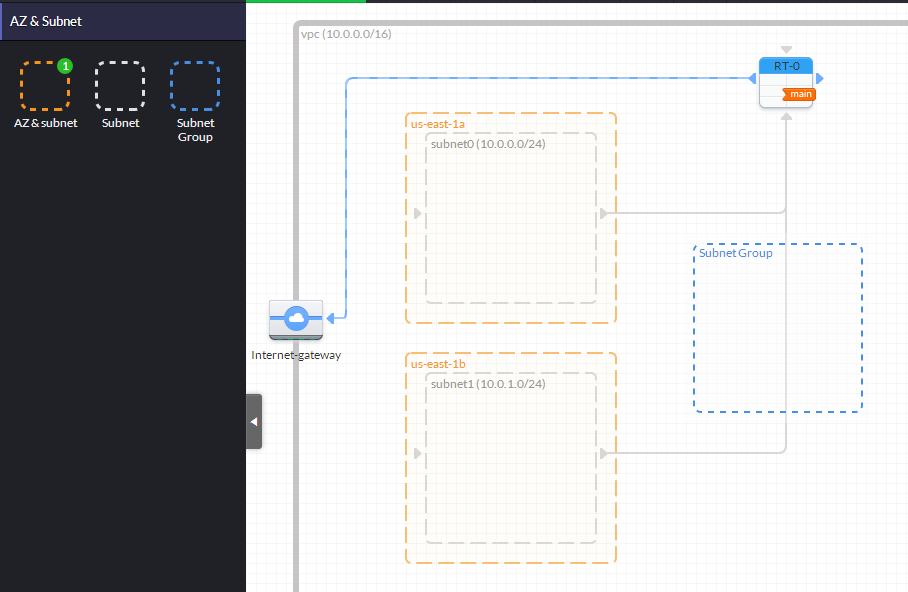 AZ & Subnet
1
AZ & subnet
Subnet
Subnet
Group
vpc (10.0.0.0/16)
RT-0
main
us-east-1a
subnet0 (10.0.0.0/24)
Subnet Group
Internet-gateway
us-east-1b
subnet1 (10.0.1.0/24)